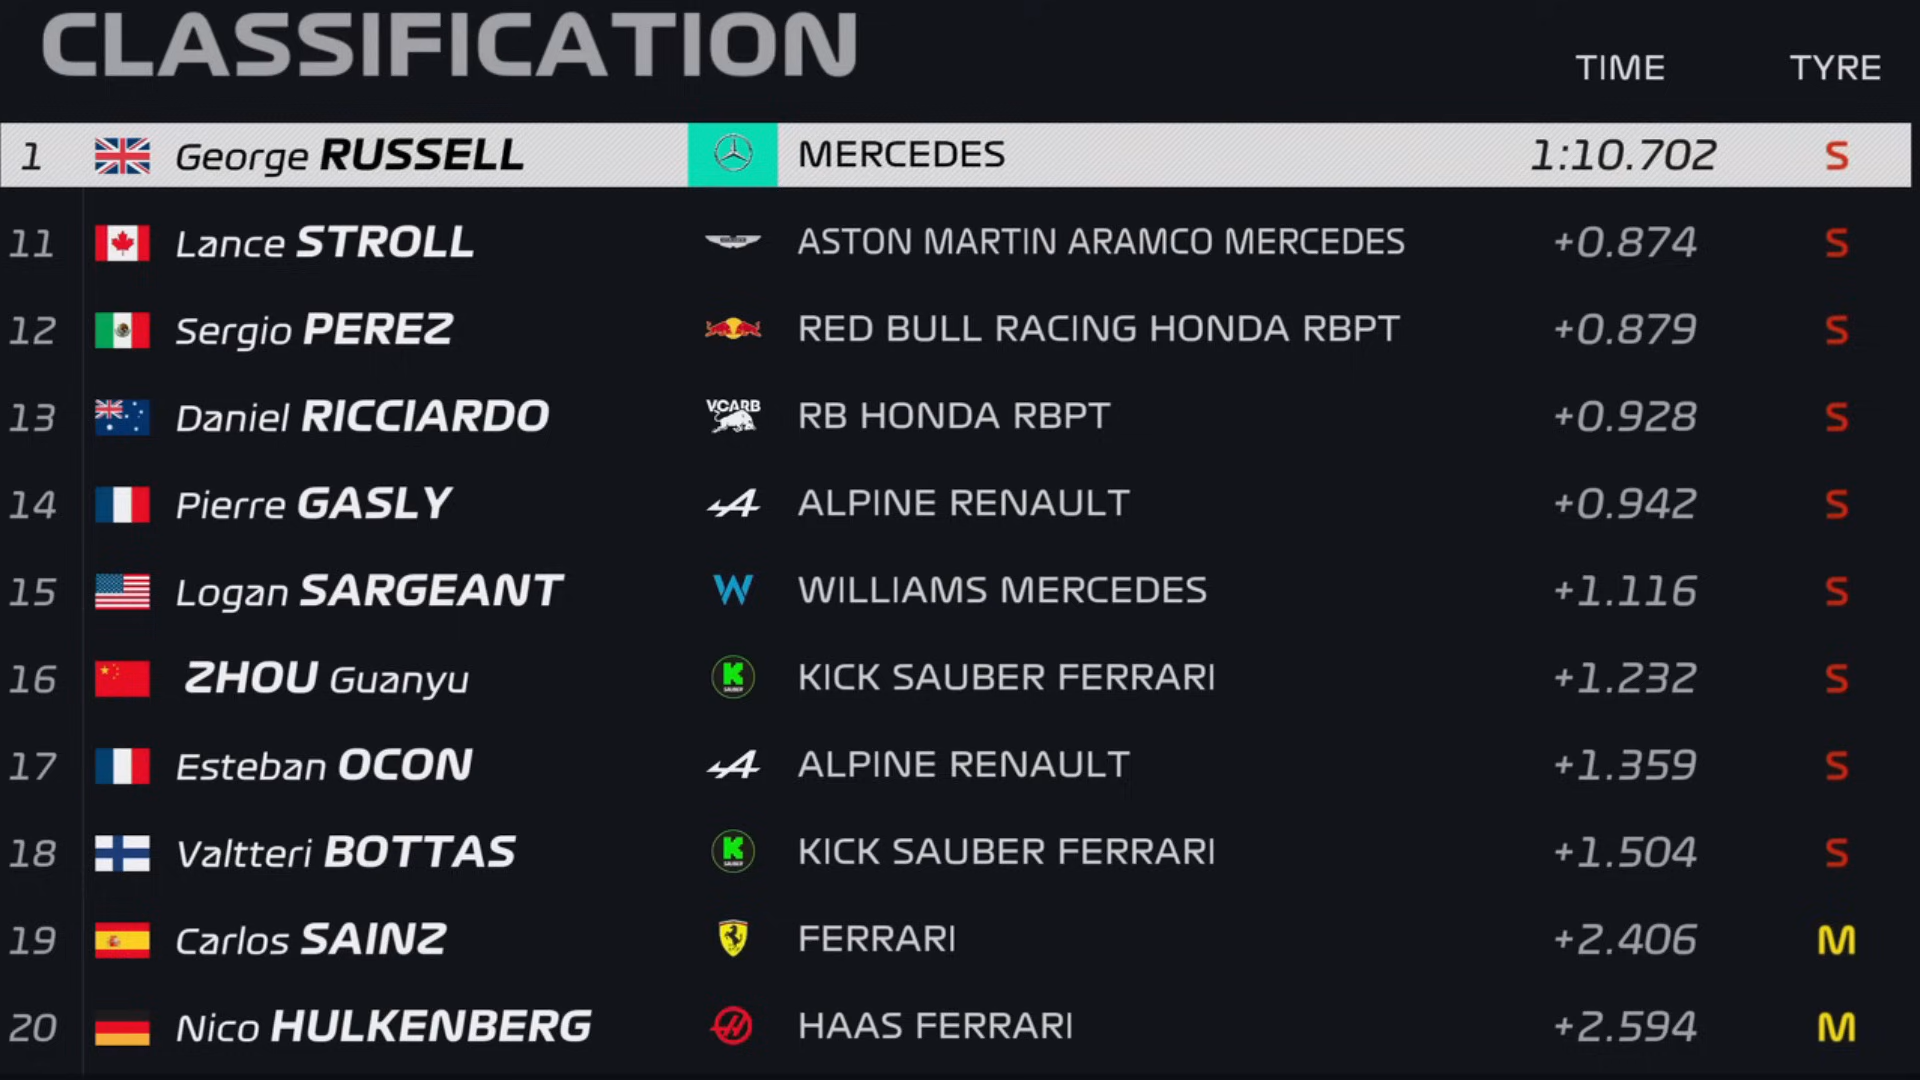 CLASSIFICATION
TIME TYRE
1 George RUSSELL MERCEDES 1:10.702 S
11 Lance STROLL ASTON MARTIN ARAMCO MERCEDES +0.874 S
12 Sergio PEREZ RED BULL RACING HONDA RBPT +0.879 S
13 Daniel RICCIARDO VCARB RB HONDA RBPT +0.928 S
14 Pierre GASLY ALPINE RENAULT +0.942 S
15 Logan SARGEANT WILLIAMS MERCEDES +1.116 S
16 ZHOU Guanyu K SAUBER KICK SAUBER FERRARI +1.232 S
17 Esteban OCON ALPINE RENAULT +1.359 S
18 Valtteri BOTTAS K SAUBER KICK SAUBER FERRARI +1.504 S
19 Carlos SAINZ FERRARI +2.406 M
20 Nico HULKENBERG HAAS FERRARI +2.594 M